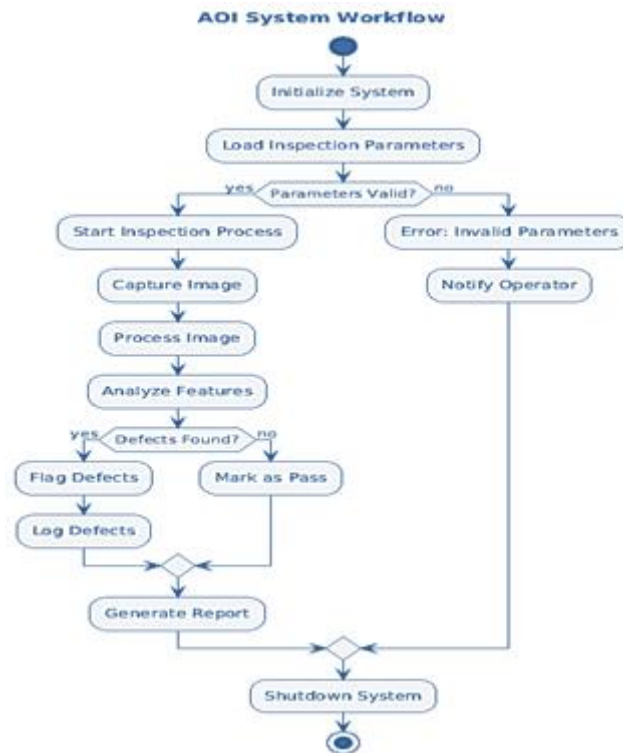 AOI System Workflow
Initialize System
Load Inspection Parameters
yes
Parameters Valid?
no
Start Inspection Process
Error: Invalid Parameters
Capture Image
Notify Operator
Process Image
Analyze Features
yes
Defects Found?
no
Flag Defects
Mark as Pass
Log Defects
Generate Report
Shutdown System